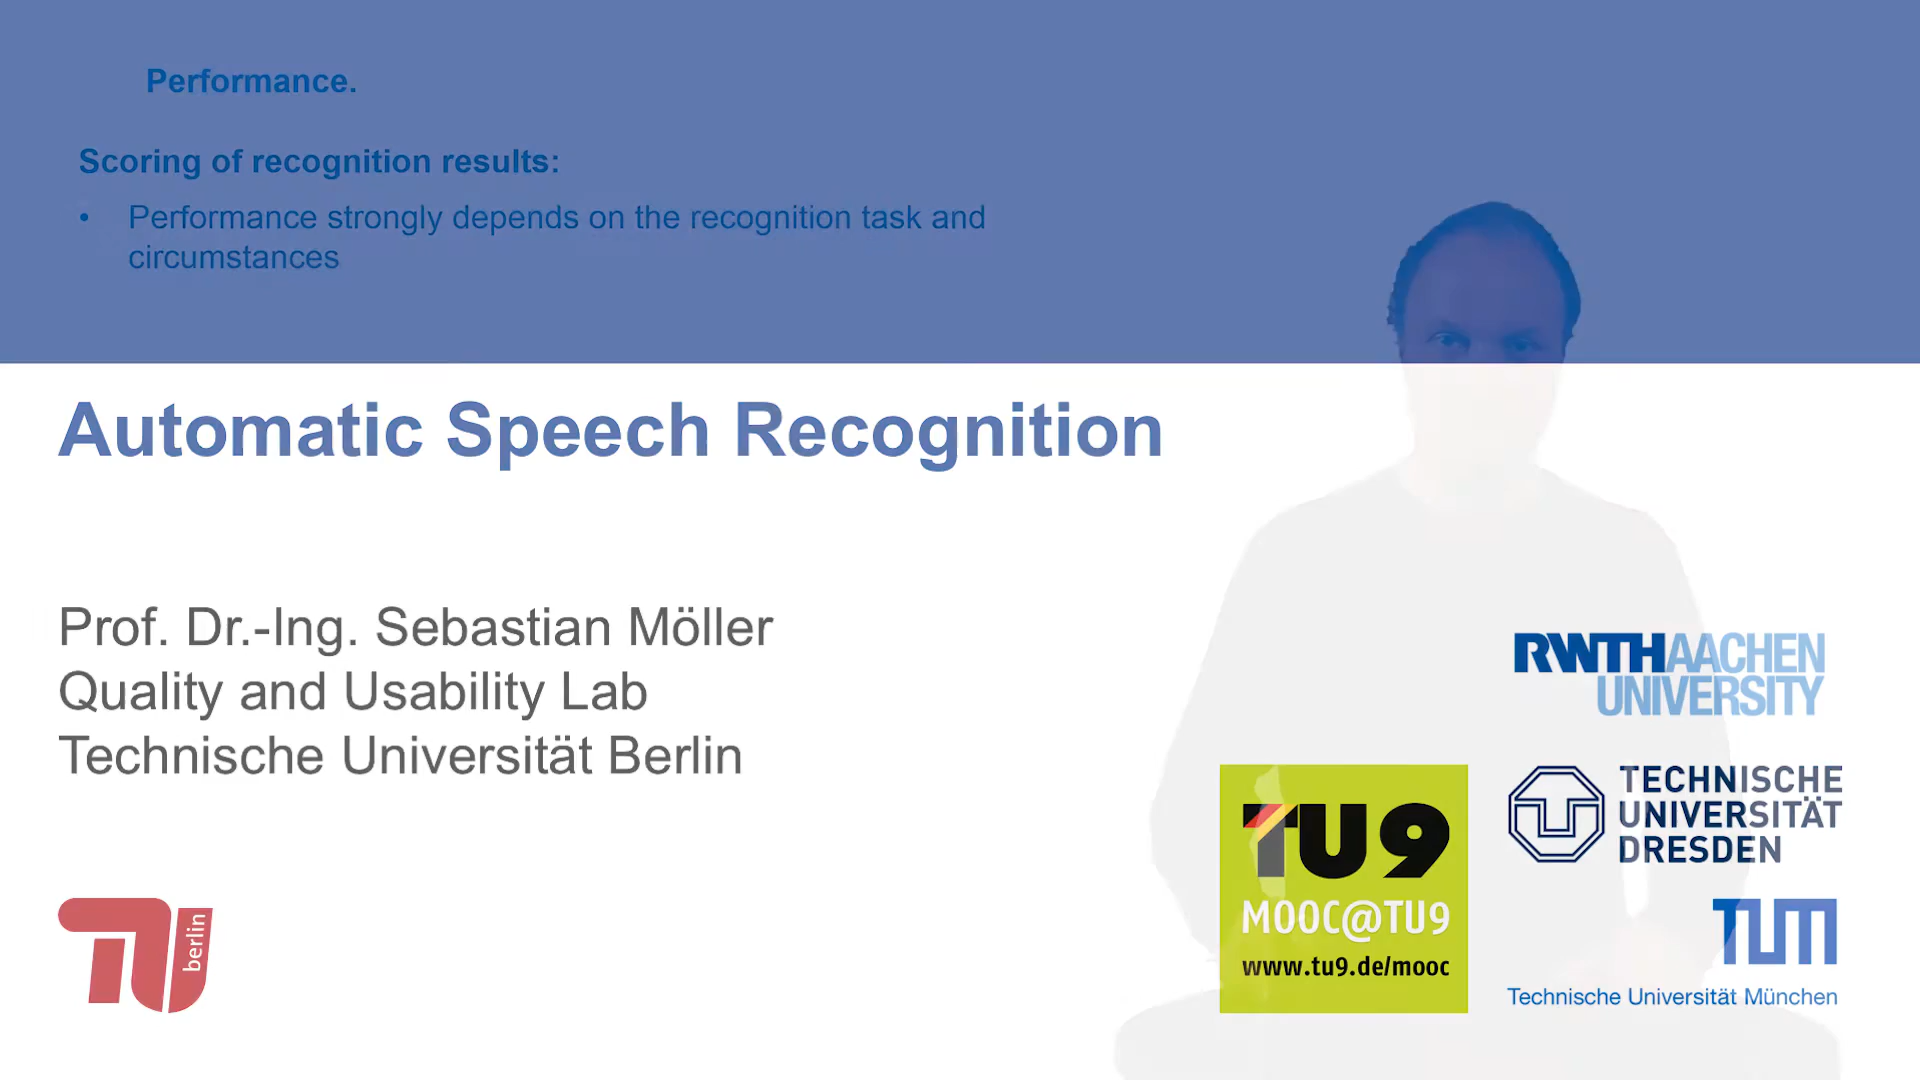 Performance.
Scoring of recognition results:
• Performance strongly depends on the recognition task and
circumstances
Automatic Speech Recognition
Prof. Dr.-Ing. Sebastian Möller
Quality and Usability Lab
Technische Universität Berlin
TU berlin
TU9
MOOC@TU9
www.tu9.de/mooc
RWTHAACHEN
UNIVERSITY
TECHNISCHE
UNIVERSITÄT
DRESDEN
TUM
Technische Universität München